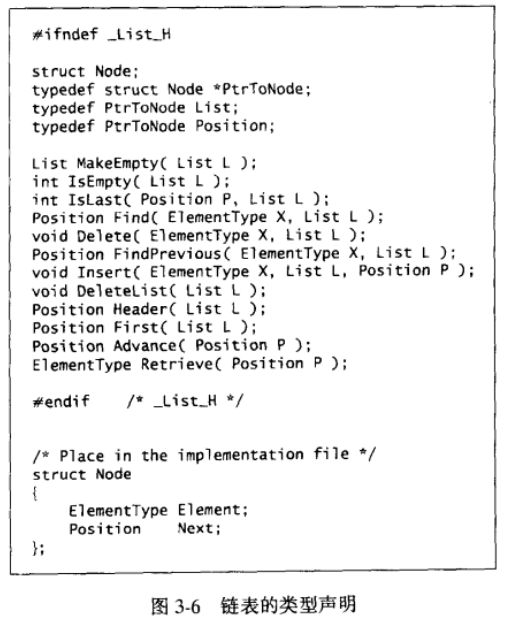 #ifndef _List_H
struct Node;
typedef struct Node *PtrToNode;
typedef PtrToNode List;
typedef PtrToNode Position;
List MakeEmpty( List L );
int IsEmpty( List L );
int IsLast( Position P, List L );
Position Find( ElementType X, List L );
void Delete( ElementType X, List L );
Position FindPrevious( ElementType X, List L );
void Insert( ElementType X, List L, Position P );
void DeleteList( List L );
Position Header( List L );
Position First( List L );
Position Advance( Position P );
ElementType Retrieve( Position P );
#endif    /* _List_H */
/* Place in the implementation file */
struct Node
{
    ElementType Element;
    Position    Next;
};
图 3-6 链表的类型声明